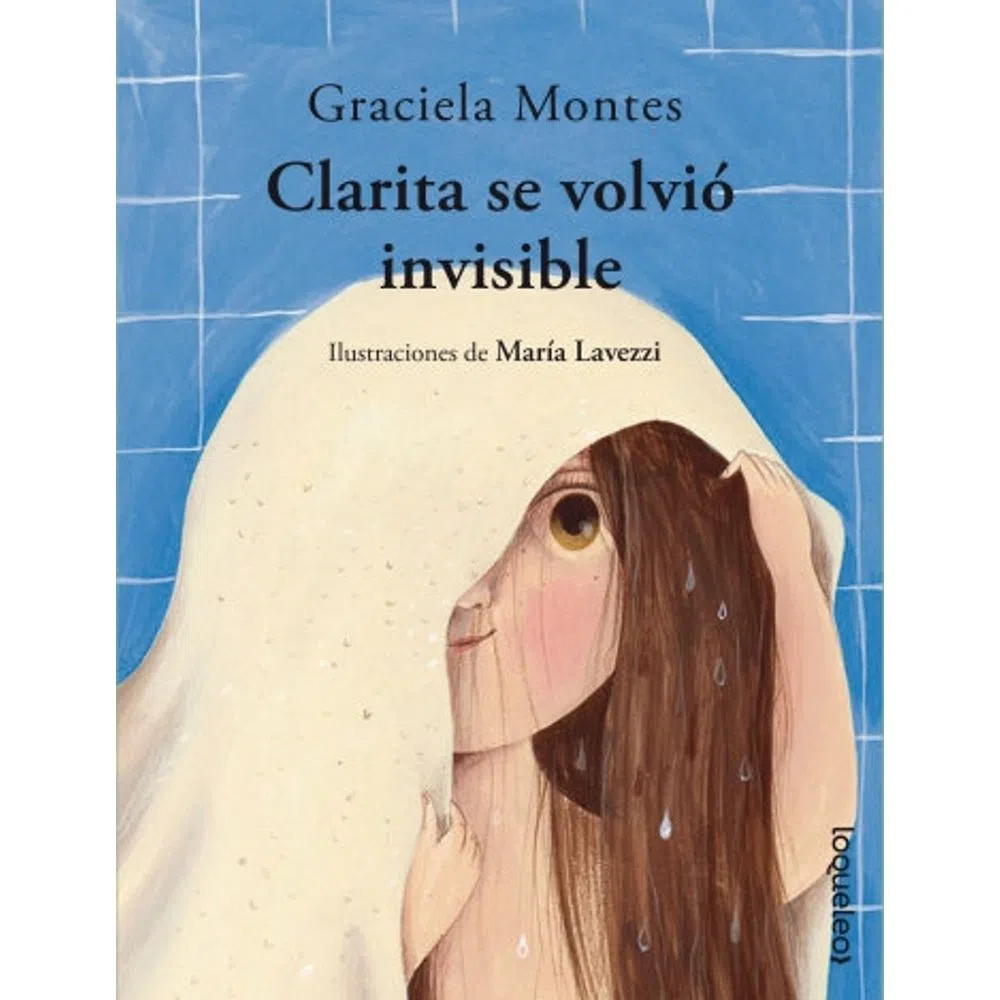 Graciela Montes
Clarita se volvió
invisible
Ilustraciones de María Lavezzi
loqueleo